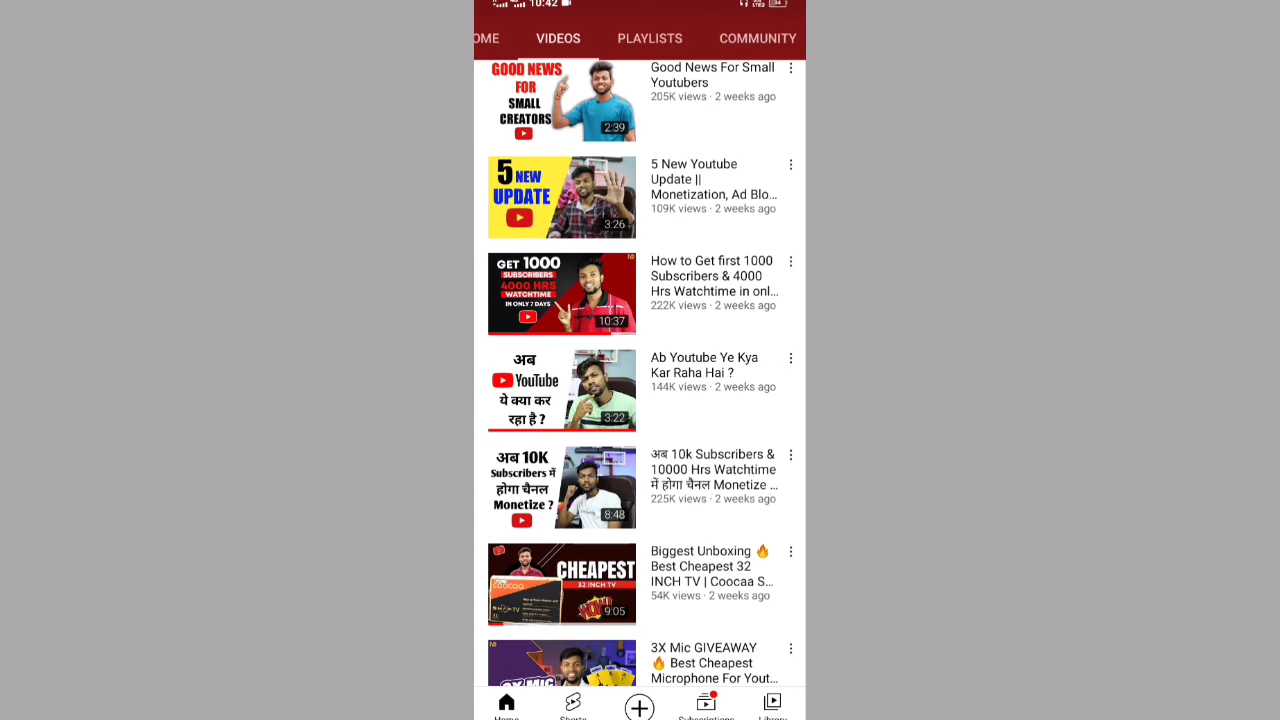 10:42
OME VIDEOS PLAYLISTS COMMUNITY
GOOD NEWS
FOR
SMALL
CREATORS
2:39
Good News For Small
Youtubers
205K views · 2 weeks ago
5 NEW
UPDATE
3:26
5 New Youtube
Update ||
Monetization, Ad Blo...
109K views · 2 weeks ago
GET 1000
SUBSCRIBERS
4000 HRS
WATCHTIME
IN ONLY 7 DAYS
10:37
How to Get first 1000
Subscribers & 4000
Hrs Watchtime in onl...
222K views · 2 weeks ago
अब
YouTube
ये क्या कर
रहा है ?
3:22
Ab Youtube Ye Kya
Kar Raha Hai ?
144K views · 2 weeks ago
अब 10K
Subscribers में
होगा चैनल
Monetize ?
8:48
अब 10k Subscribers &
10000 Hrs Watchtime
में होगा चैनल Monetize ...
225K views · 2 weeks ago
CHEAPEST
32 INCH TV
coocaa
WOW
9:05
Biggest Unboxing 🔥
Best Cheapest 32
INCH TV | Coocaa S...
54K views · 2 weeks ago
3X MIC
3X Mic GIVEAWAY
🔥 Best Cheapest
Microphone For Yout...
Home Shorts Subscriptions Library